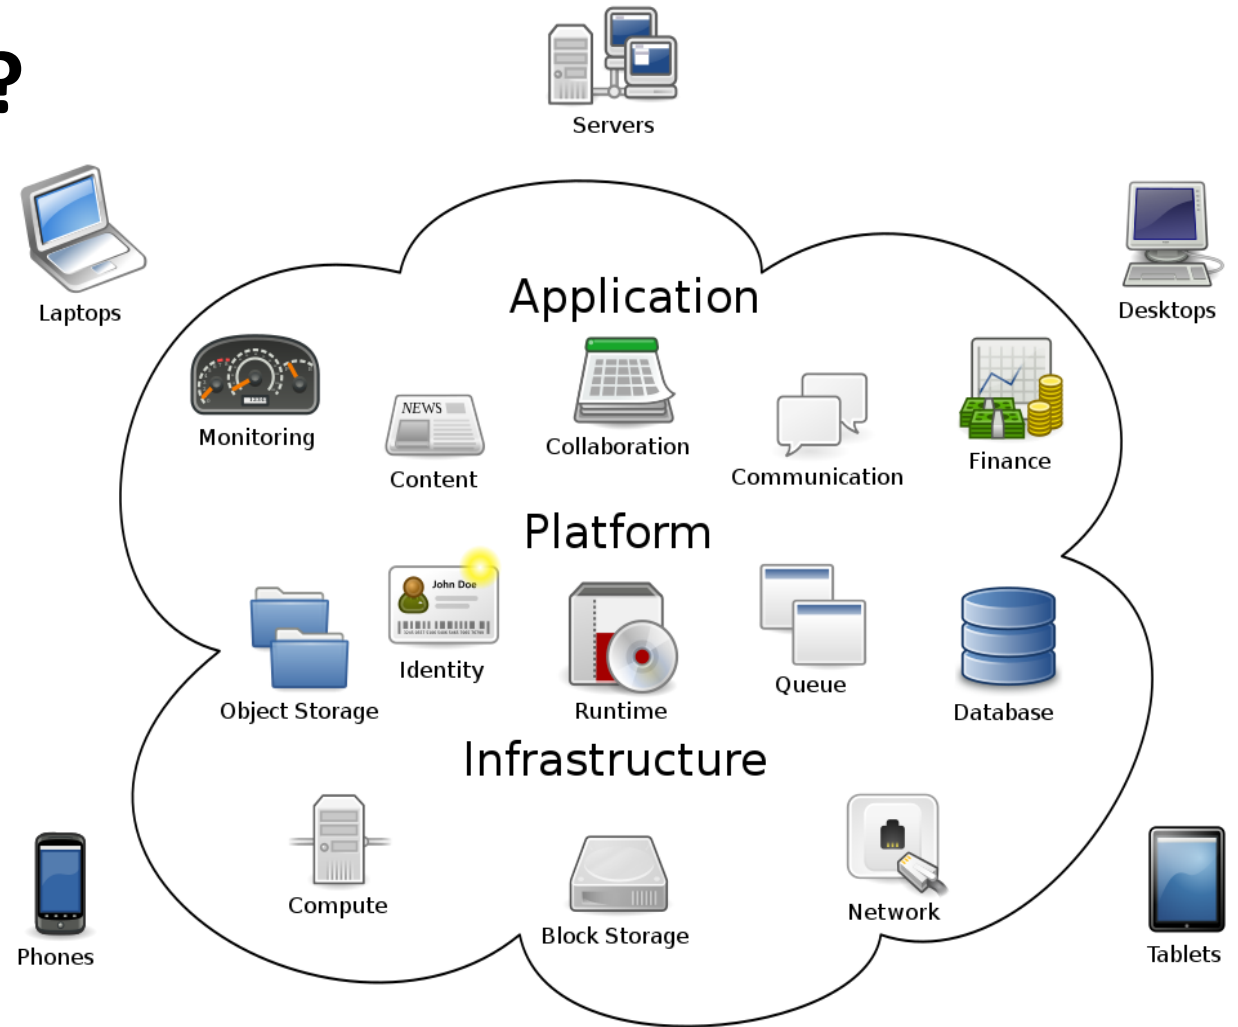 ?
Servers
Laptops
Desktops
Application
Monitoring
NEWS
Content
Collaboration
Communication
Finance
Platform
John Doe
Object Storage
Identity
Runtime
Queue
Database
Infrastructure
Compute
Block Storage
Network
Phones
Tablets